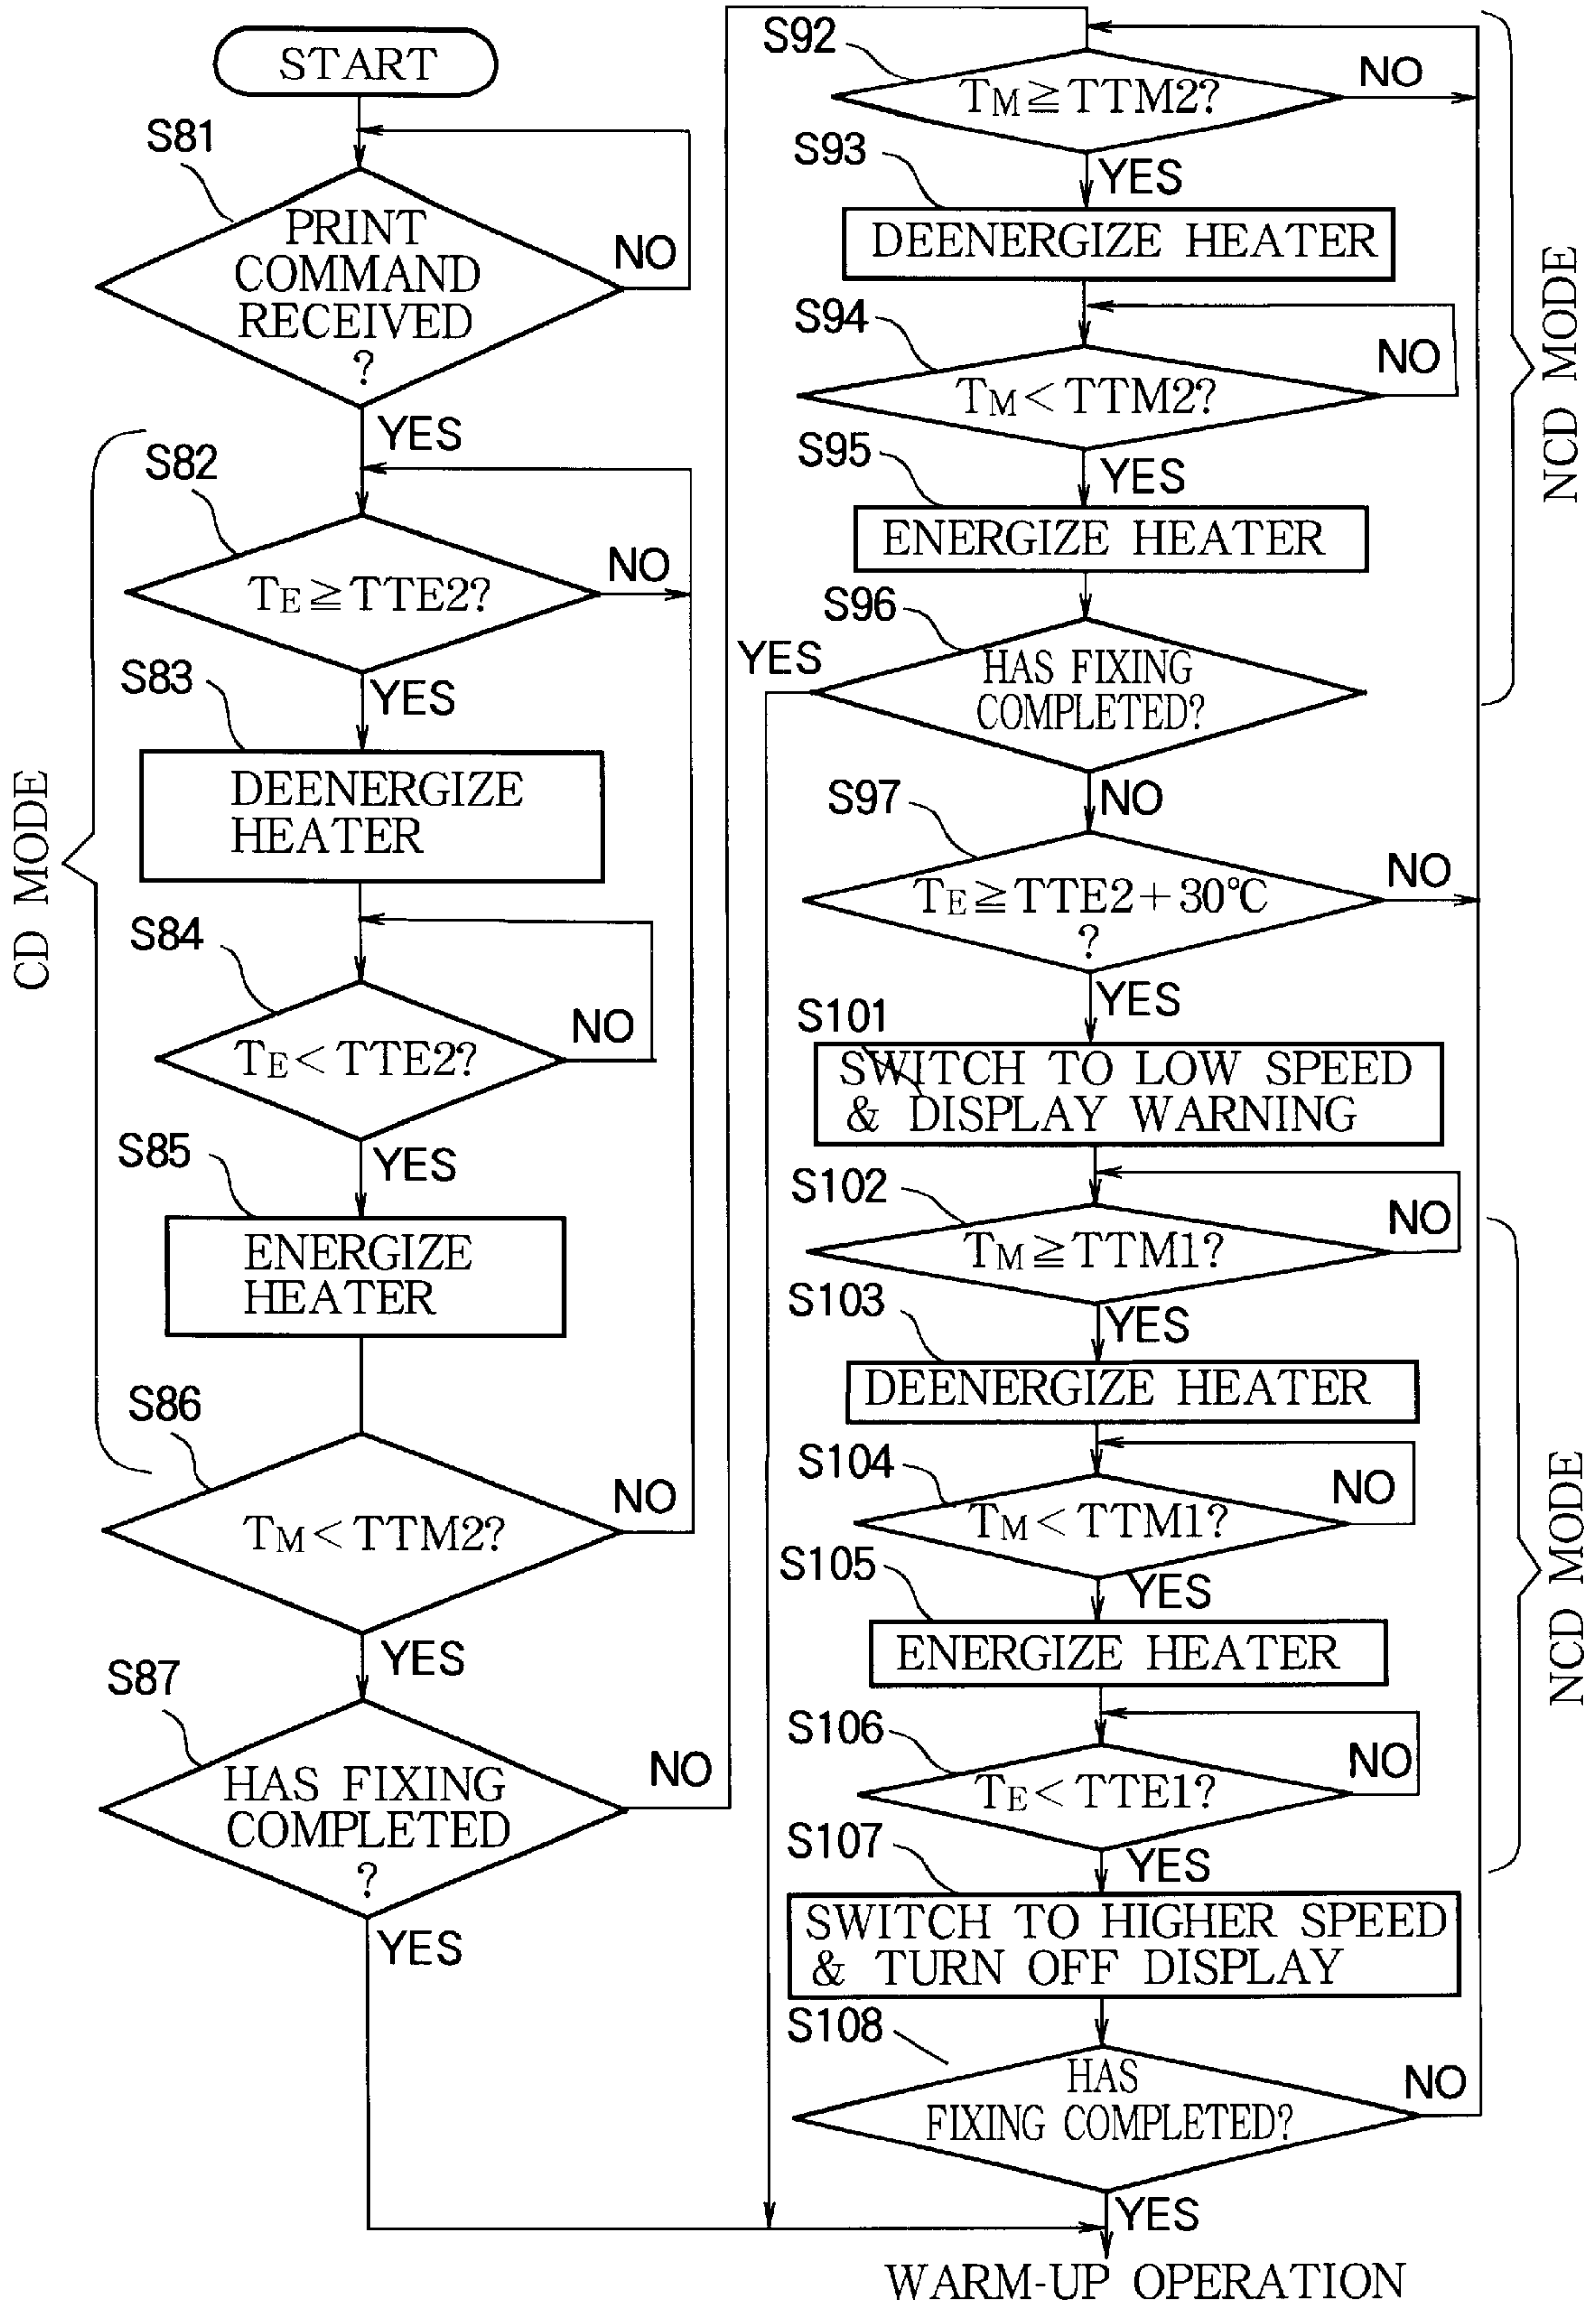 START
S81
PRINT
COMMAND
RECEIVED
?
NO
YES
CD MODE
S82
TE≧TTE2?
NO
YES
S83
DEENERGIZE
HEATER
S84
TE<TTE2?
NO
YES
S85
ENERGIZE
HEATER
S86
TM<TTM2?
NO
YES
S87
HAS FIXING
COMPLETED
?
NO
YES
S92
TM≧TTM2?
NO
YES
S93
DEENERGIZE HEATER
S94
TM<TTM2?
NO
YES
S95
ENERGIZE HEATER
NCD MODE
S96
YES
HAS FIXING
COMPLETED?
NO
S97
TE≧TTE2+30℃
?
NO
YES
S101
SWITCH TO LOW SPEED
& DISPLAY WARNING
S102
TM≧TTM1?
NO
YES
S103
DEENERGIZE HEATER
S104
TM<TTM1?
NO
YES
S105
ENERGIZE HEATER
NCD MODE
S106
TE<TTE1?
NO
YES
S107
SWITCH TO HIGHER SPEED
& TURN OFF DISPLAY
S108
HAS
FIXING COMPLETED?
NO
YES
WARM-UP OPERATION